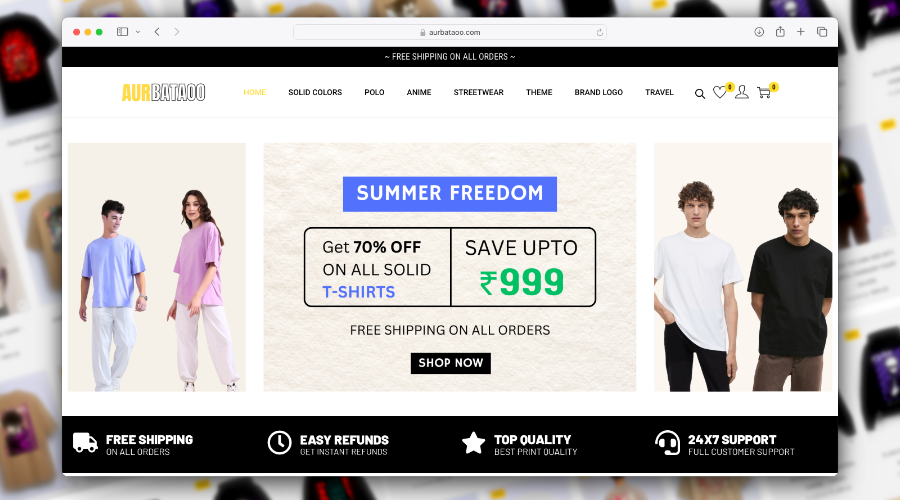 aurbataoo.com
~ FREE SHIPPING ON ALL ORDERS ~
AURBATAOO
HOME SOLID COLORS POLO ANIME STREETWEAR THEME BRAND LOGO TRAVEL
0 0
SUMMER FREEDOM
Get 70% OFF
ON ALL SOLID
T-SHIRTS
SAVE UPTO
₹999
FREE SHIPPING ON ALL ORDERS
SHOP NOW
FREE SHIPPING
ON ALL ORDERS
EASY REFUNDS
GET INSTANT REFUNDS
TOP QUALITY
BEST PRINT QUALITY
24X7 SUPPORT
FULL CUSTOMER SUPPORT